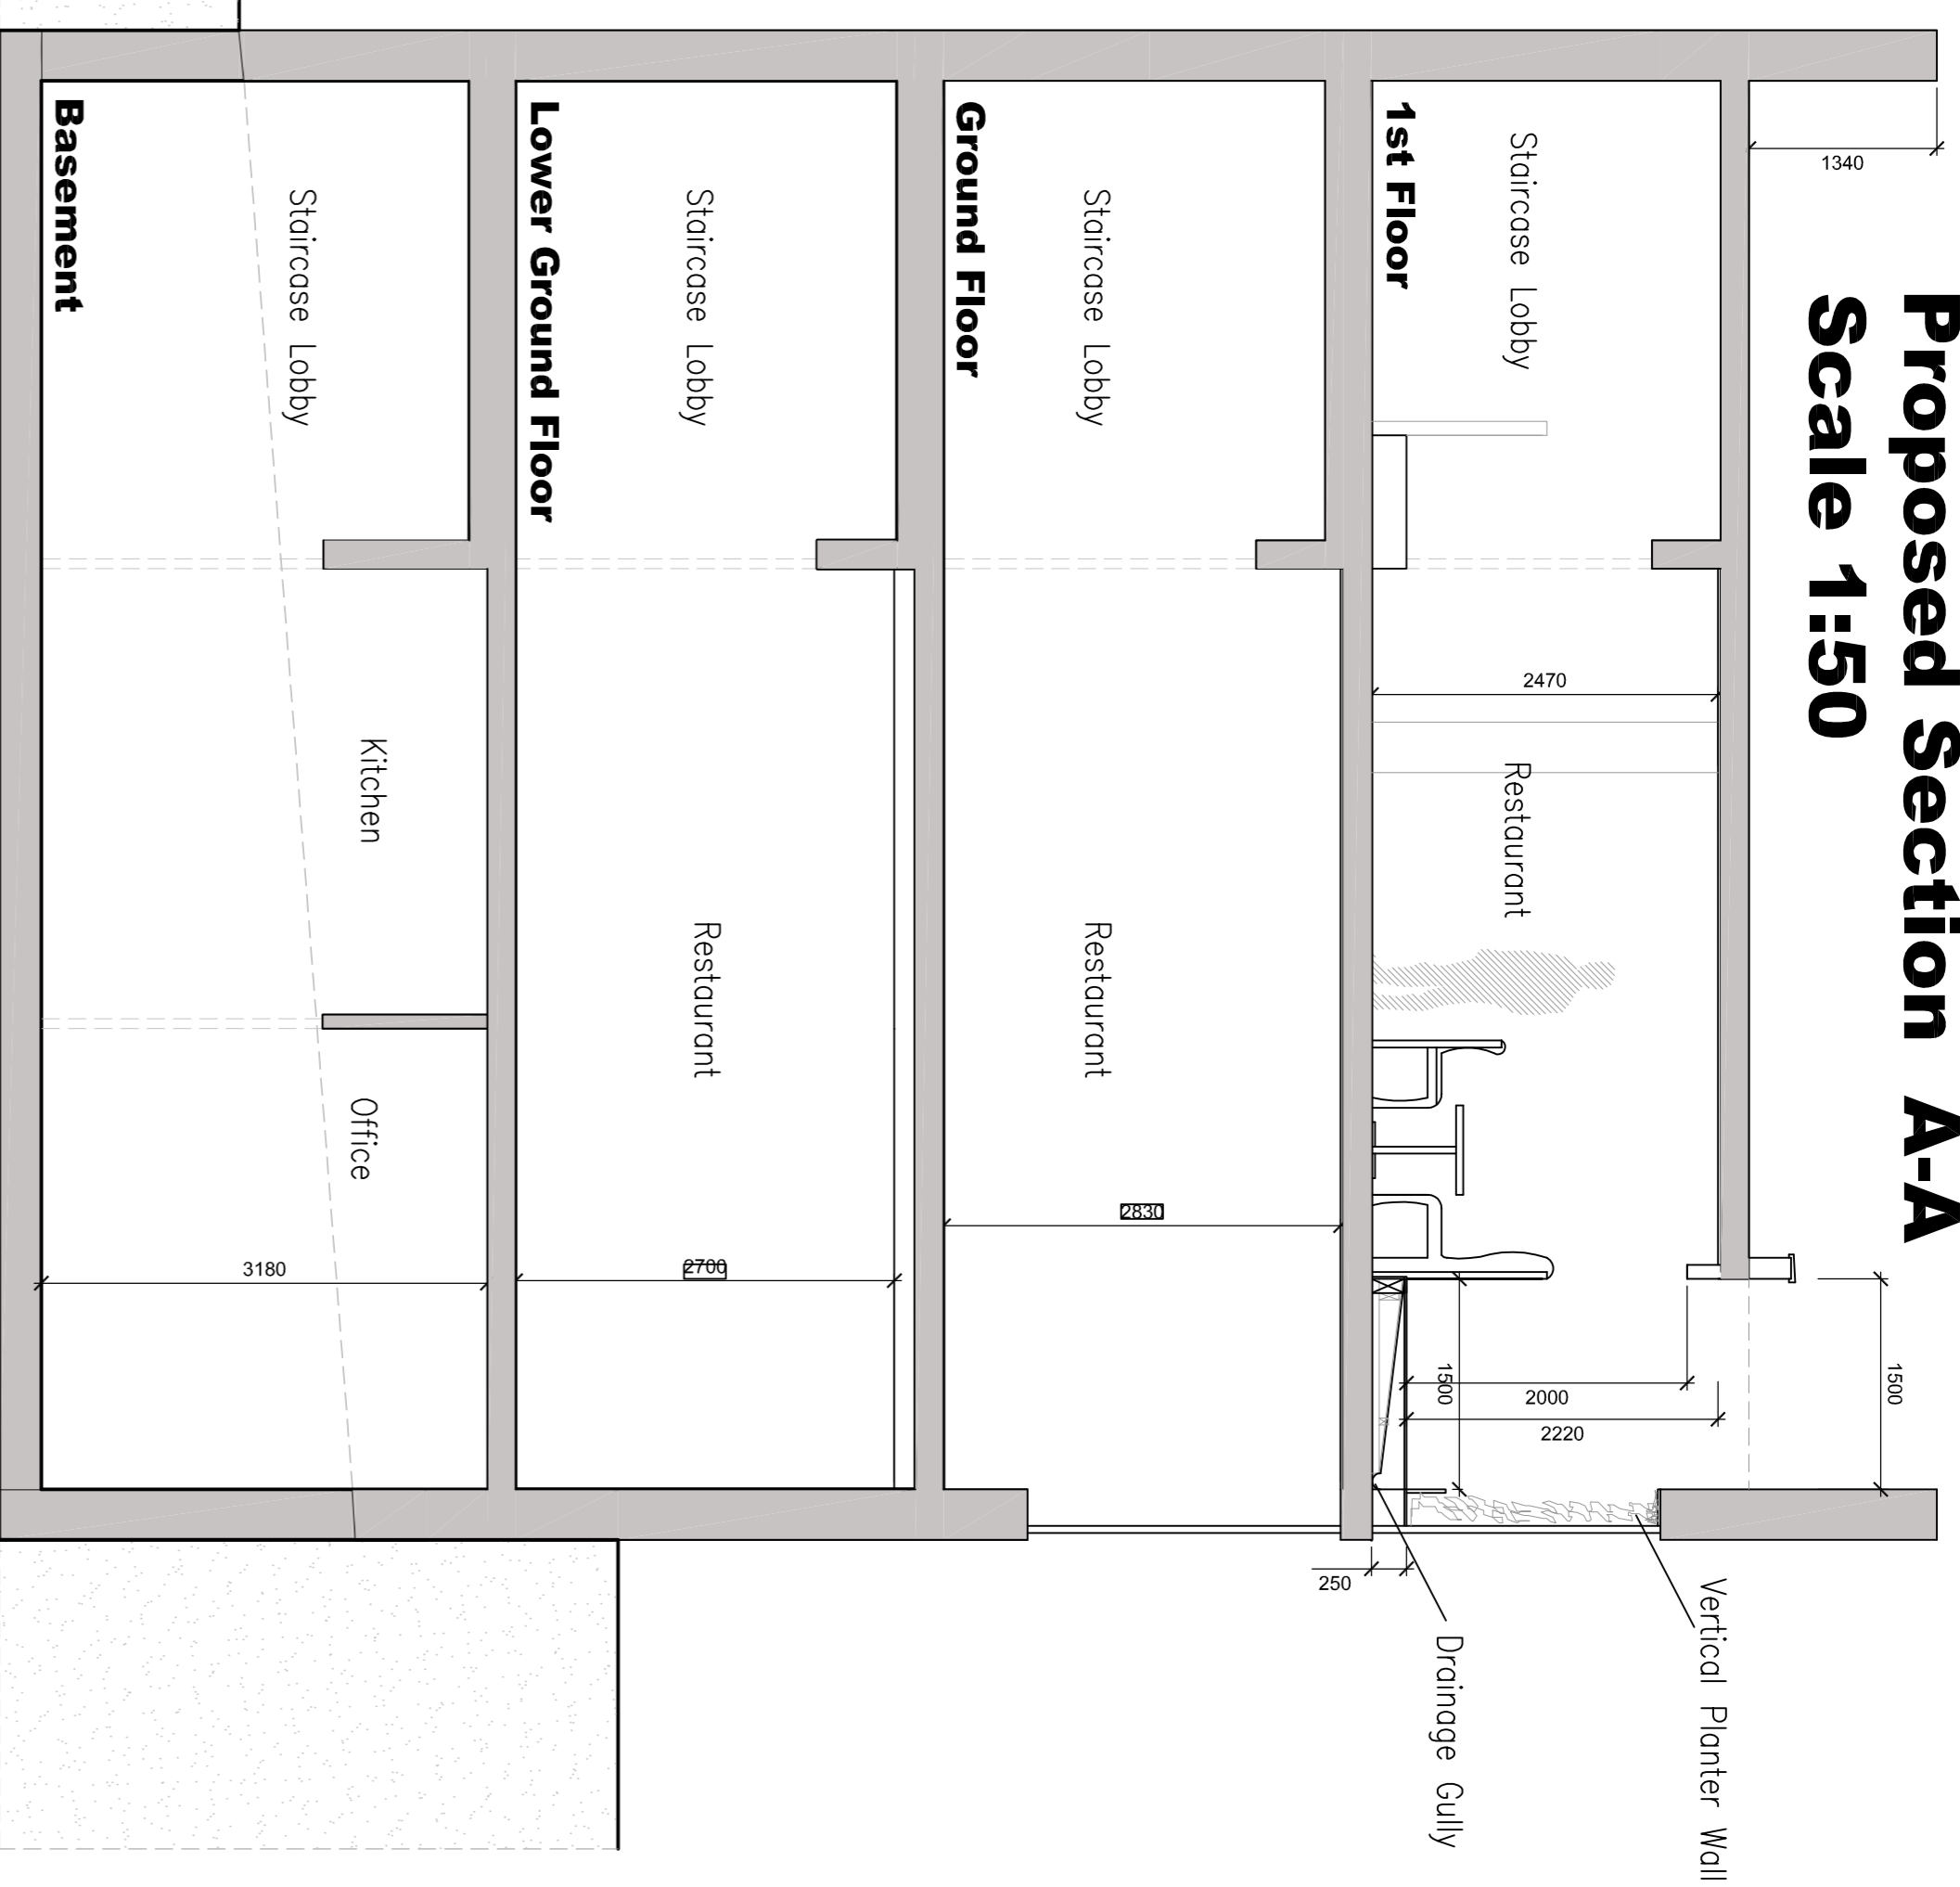 Proposed Section A-A
Scale 1:50
1340
1500
Staircase Lobby
Restaurant
2470
1st Floor
2000
2220
1500
Vertical Planter Wall
250
Drainage Gully
Staircase Lobby
Restaurant
2830
Ground Floor
Staircase Lobby
Restaurant
2700
Lower Ground Floor
Staircase Lobby
Kitchen
Office
3180
Basement